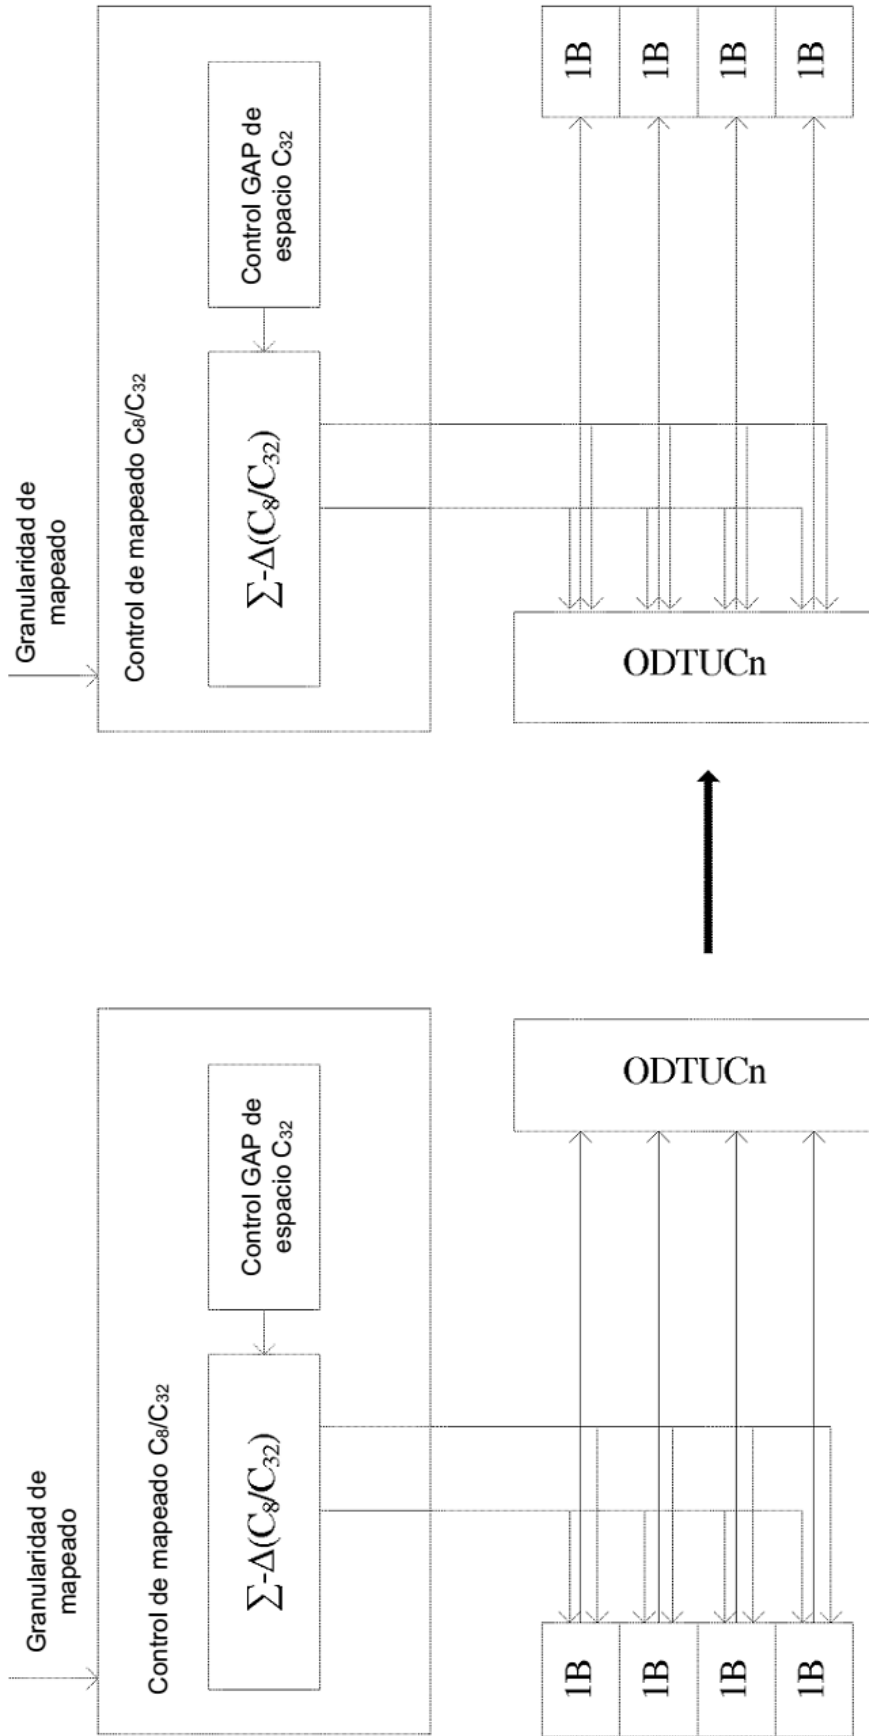 Granularidad de
mapeado
Control de mapeado C₈/C₃₂
∑-Δ(C₈/C₃₂)
Control GAP de
espacio C₃₂
1B
1B
1B
1B
ODTUCn
Granularidad de
mapeado
Control de mapeado C₈/C₃₂
∑-Δ(C₈/C₃₂)
Control GAP de
espacio C₃₂
ODTUCn
1B
1B
1B
1B